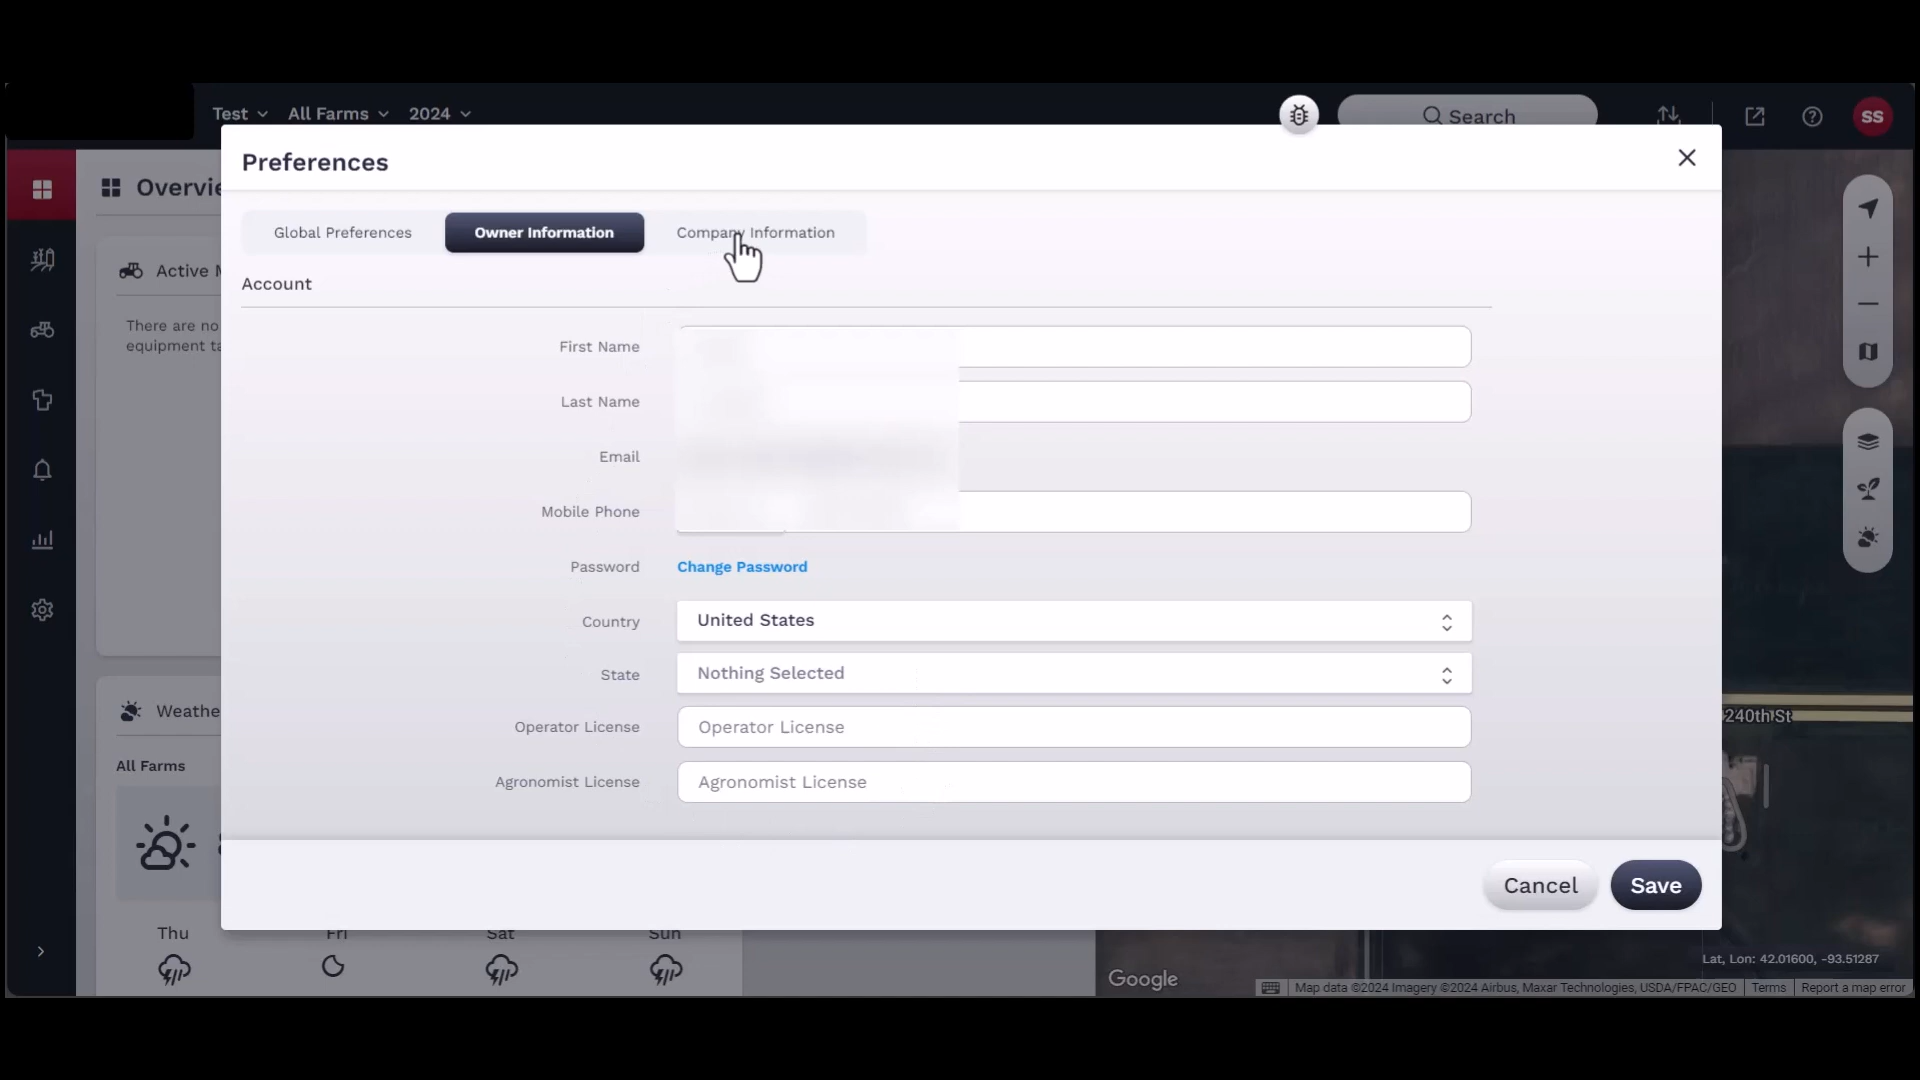 Test All Farms 2024
Search
SS
Preferences
Overvie
Global Preferences Owner Information Company Information
Account
Active
There are no
equipment ta
First Name
Last Name
Email
Mobile Phone
Password Change Password
Country United States
State Nothing Selected
Operator License Operator License
Agronomist License Agronomist License
Weathe
All Farms
Cancel Save
Thu Fri Sat Sun
240th St
Lat, Lon: 42.01600, -93.51287
Google
Map data ©2024 Imagery ©2024 Airbus, Maxar Technologies, USDA/FPAC/GEO Terms Report a map error